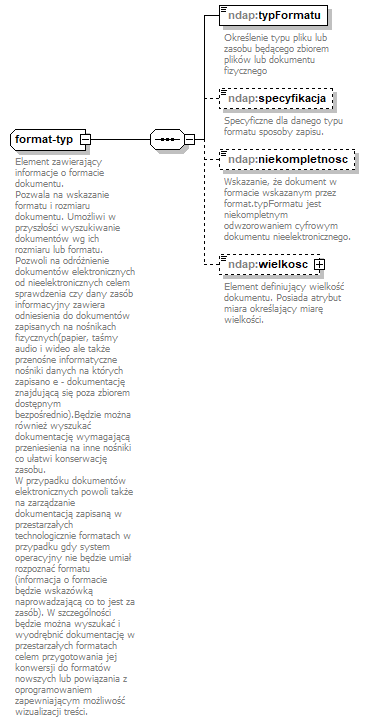 format-typ
Element zawierający
informacje o formacie
dokumentu.
Pozwala na wskazanie
formatu i rozmiaru
dokumentu. Umożliwi w
przyszłości wyszukiwanie
dokumentów wg ich
rozmiaru lub formatu.
Pozwoli na odróżnienie
dokumentów elektronicznych
od nieelektronicznych celem
sprawdzenia czy dany zasób
informacyjny zawiera
odniesienia do dokumentów
zapisanych na nośnikach
fizycznych(papier, taśmy
audio i wideo ale także
przenośne informatyczne
nośniki danych na których
zapisano e - dokumentację
znajdującą się poza zbiorem
dostępnym
bezpośrednio).Będzie można
również wyszukać
dokumentację wymagającą
przeniesienia na inne nośniki
co ułatwi konserwację
zasobu.
W przypadku dokumentów
elektronicznych powoli także
na zarządzanie
dokumentacją zapisaną w
przestarzałych
technologicznie formatach w
przypadku gdy system
operacyjny nie będzie umiał
rozpoznać formatu
(informacja o formacie
będzie wskazówką
naprowadzającą co to jest za
zasób). W szczególności
będzie można wyszukać i
wyodrębnić dokumentację w
przestarzałych formatach
celem przygotowania jej
konwersji do formatów
nowszych lub powiązania z
oprogramowaniem
zapewniającym możliwość
wizualizacji treści.
ndap:typFormatu
Określenie typu pliku lub
zasobu będącego zbiorem
plików lub dokumentu
fizycznego
ndap:specyfikacja
Specyficzne dla danego typu
formatu sposoby zapisu.
ndap:niekompletnosc
Wskazanie, że dokument w
formacie wskazanym przez
format.typFormatu jest
niekompletnym
odwzorowaniem cyfrowym
dokumentu nieelektronicznego.
ndap:wielkosc
Element definiujący wielkość
dokumentu. Posiada atrybut
miara określający miarę
wielkości.